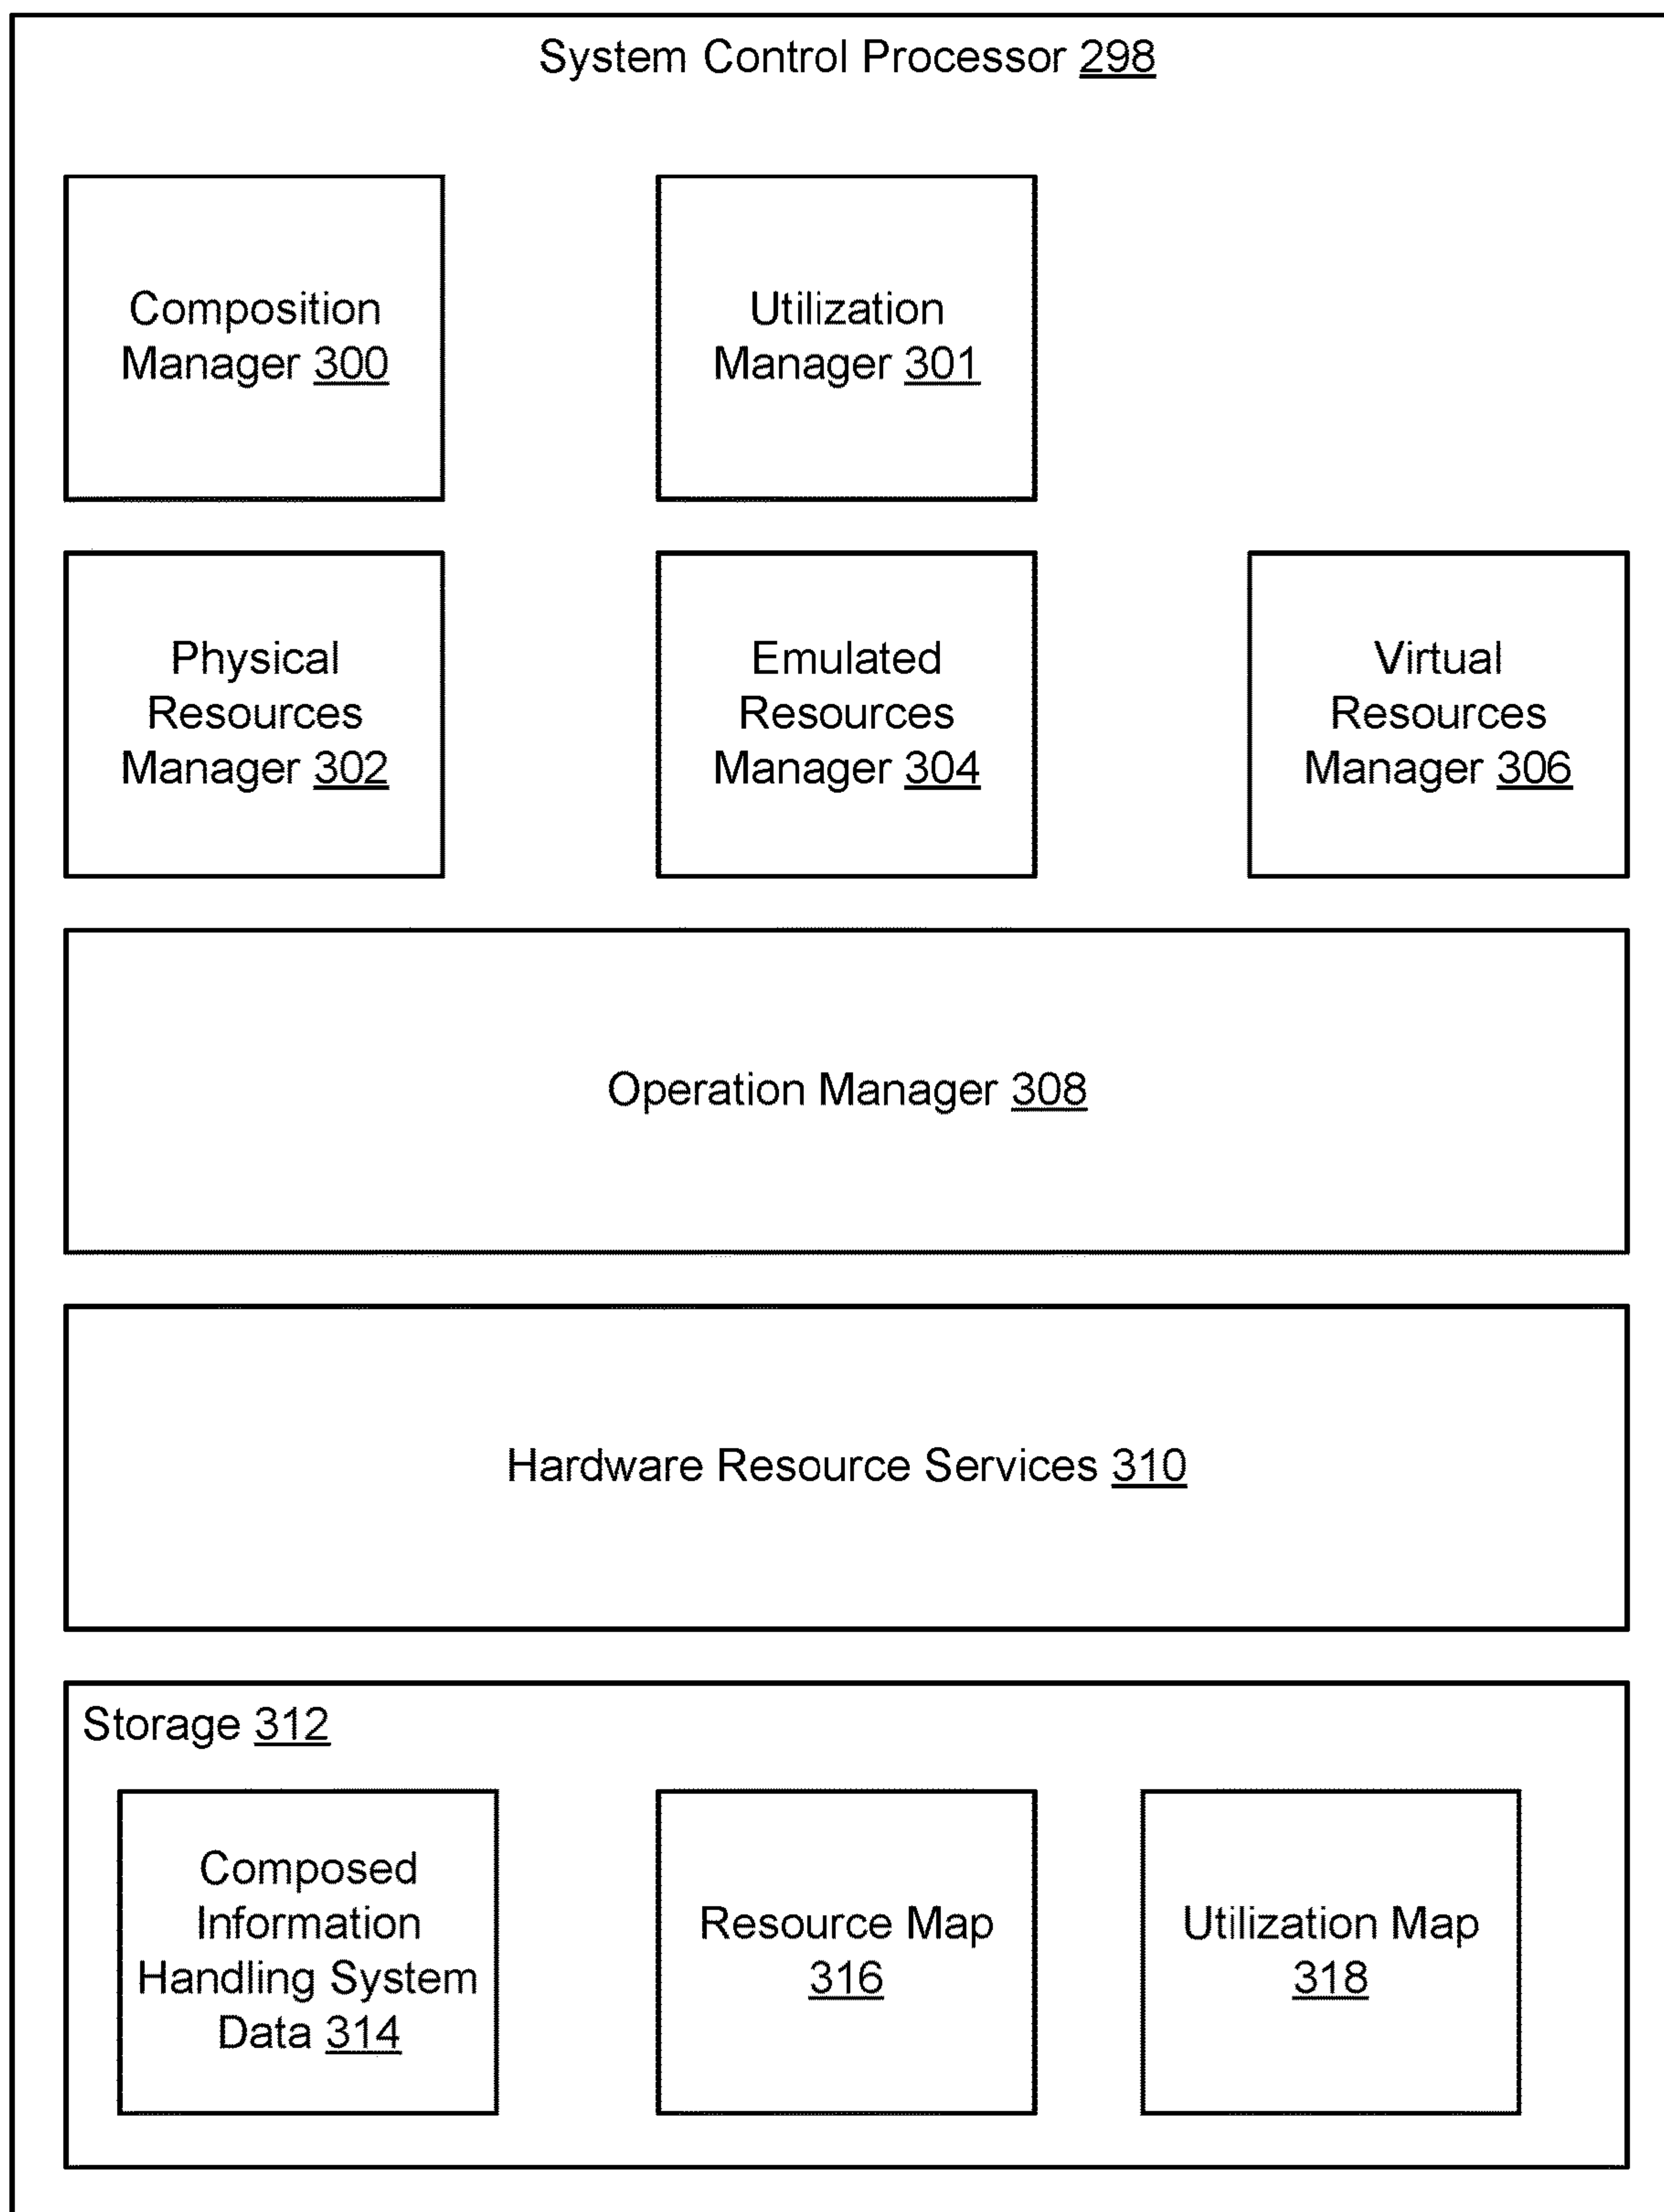 System Control Processor 298
Composition
Manager 300
Utilization
Manager 301
Physical
Resources
Manager 302
Emulated
Resources
Manager 304
Virtual
Resources
Manager 306
Operation Manager 308
Hardware Resource Services 310
Storage 312
Composed
Information
Handling System
Data 314
Resource Map
316
Utilization Map
318